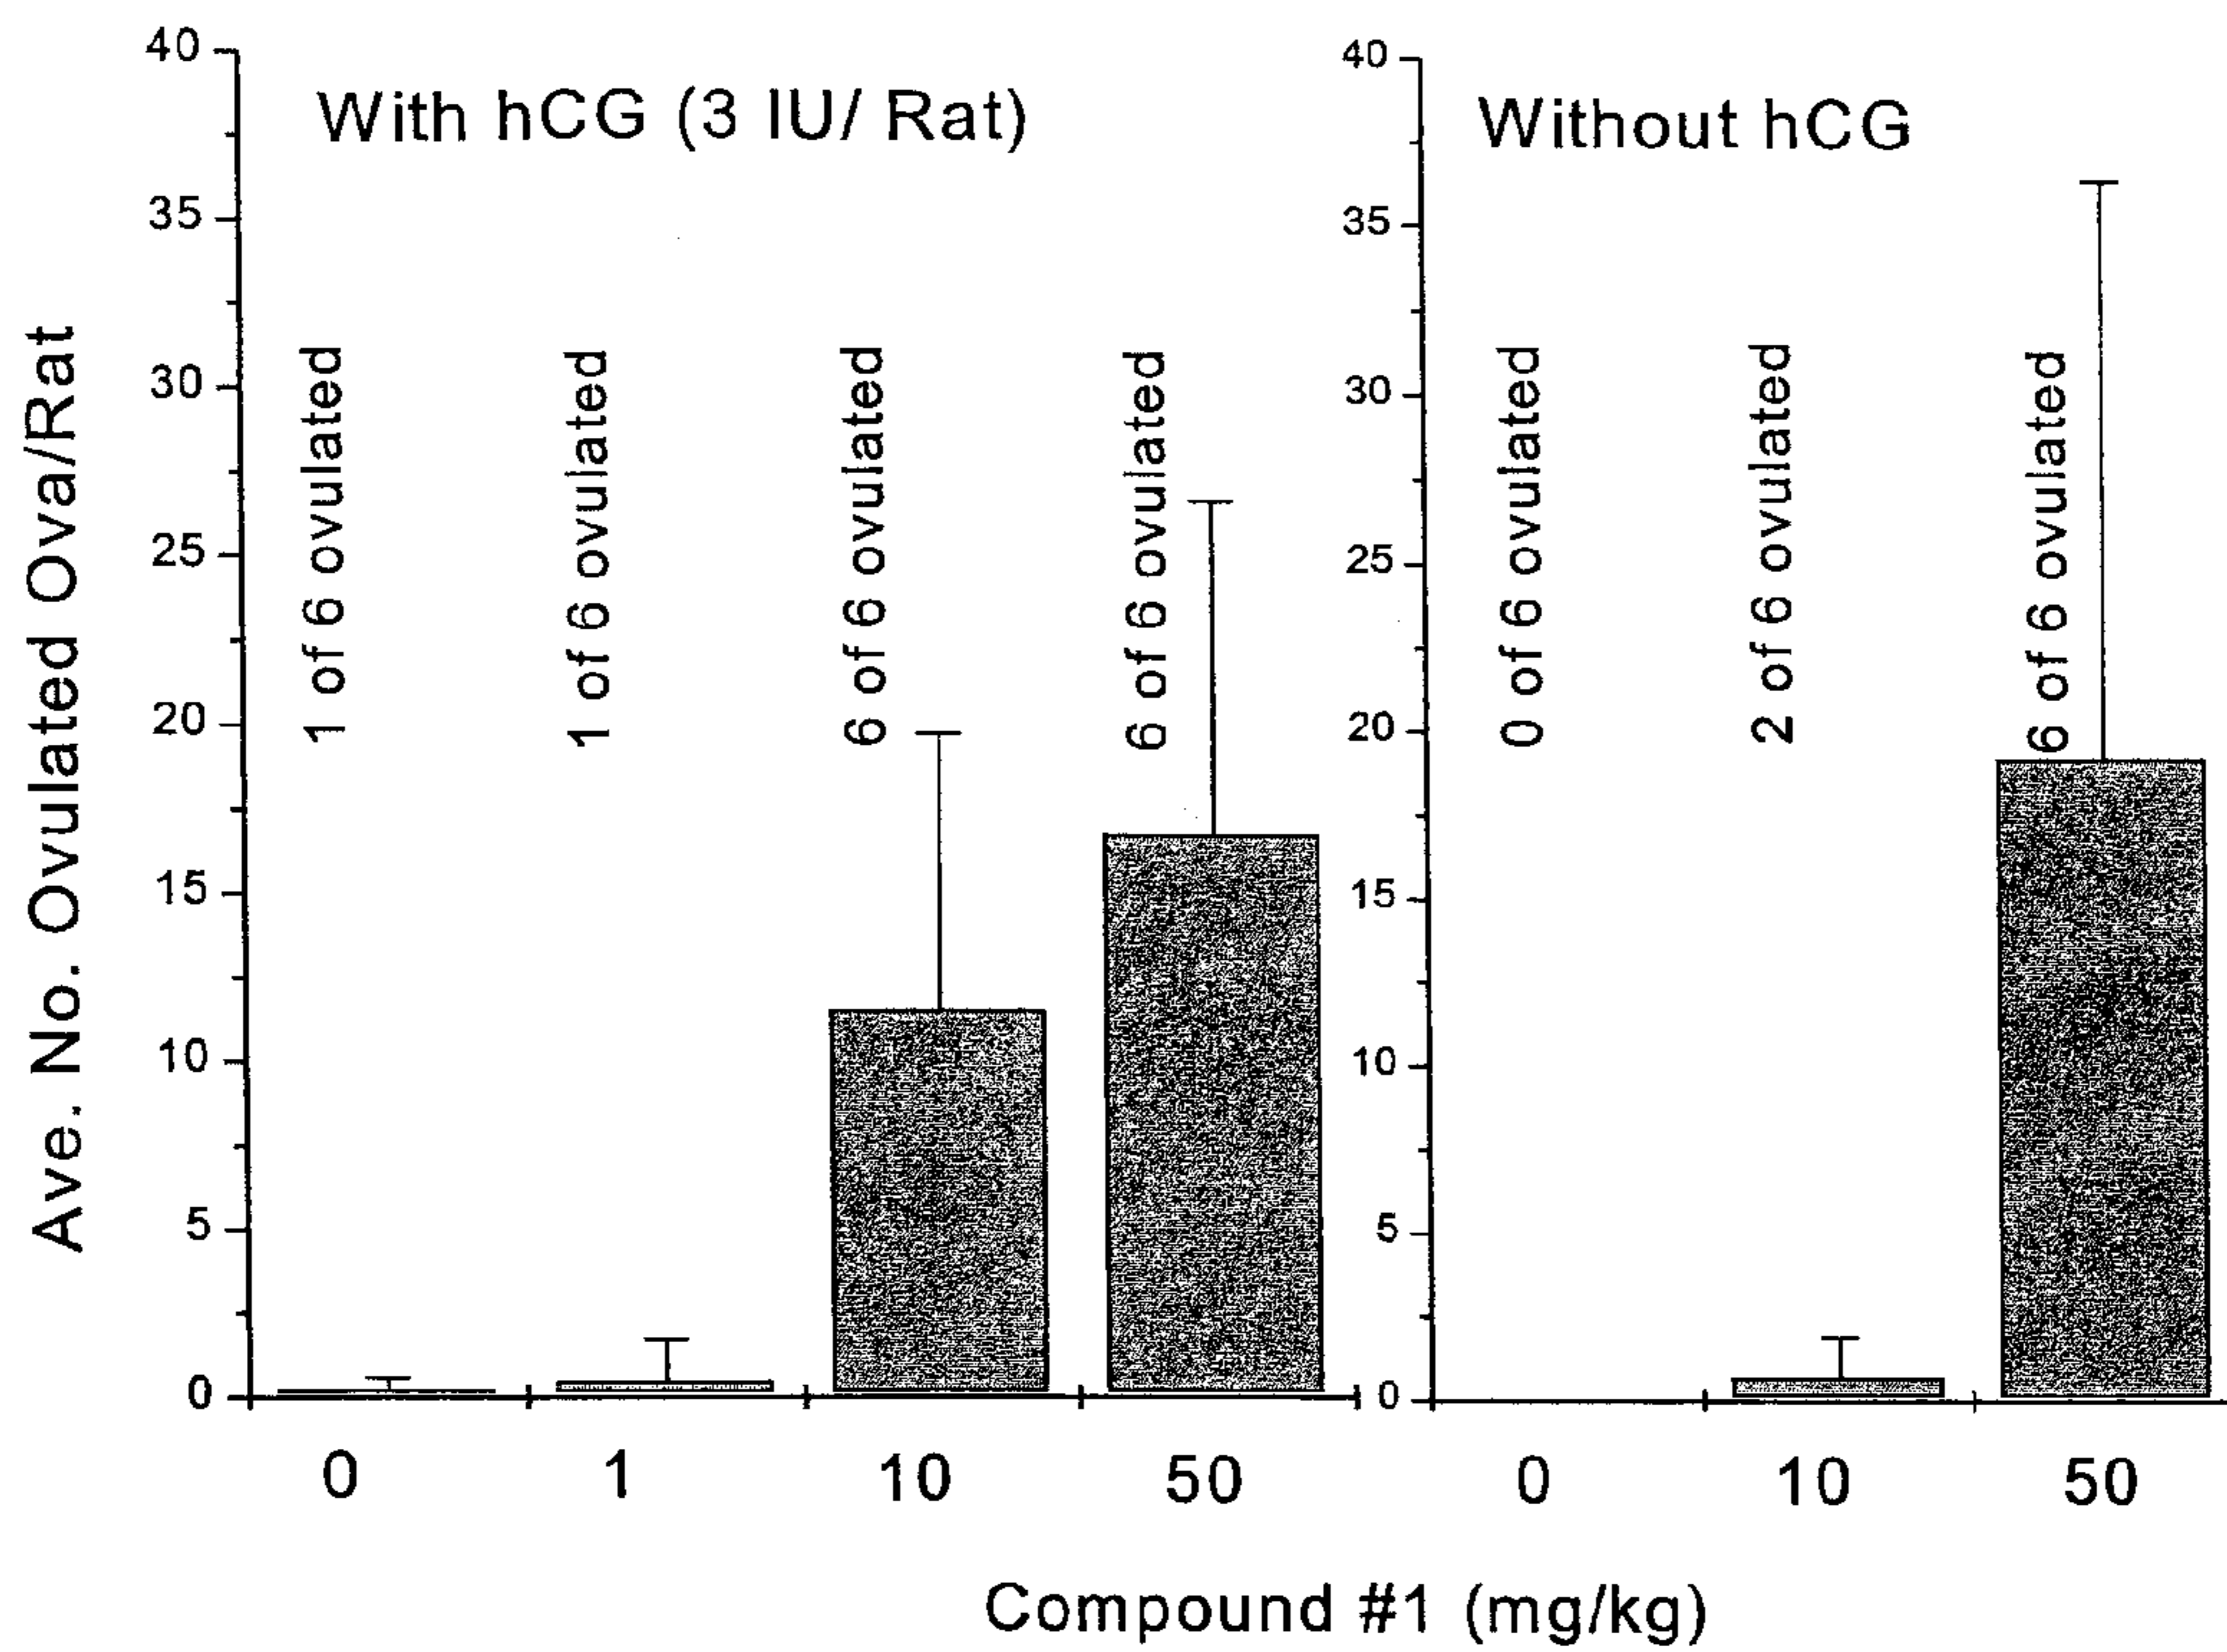 Ave. No. Ovulated Ova/Rat
With hCG (3 IU/ Rat)
40
35
30
25
20
15
10
5
0
1 of 6 ovulated
1 of 6 ovulated
6 of 6 ovulated
6 of 6 ovulated
0
1
10
50
Without hCG
40
35
30
25
20
15
10
5
0
0 of 6 ovulated
2 of 6 ovulated
6 of 6 ovulated
0
10
50
Compound #1 (mg/kg)